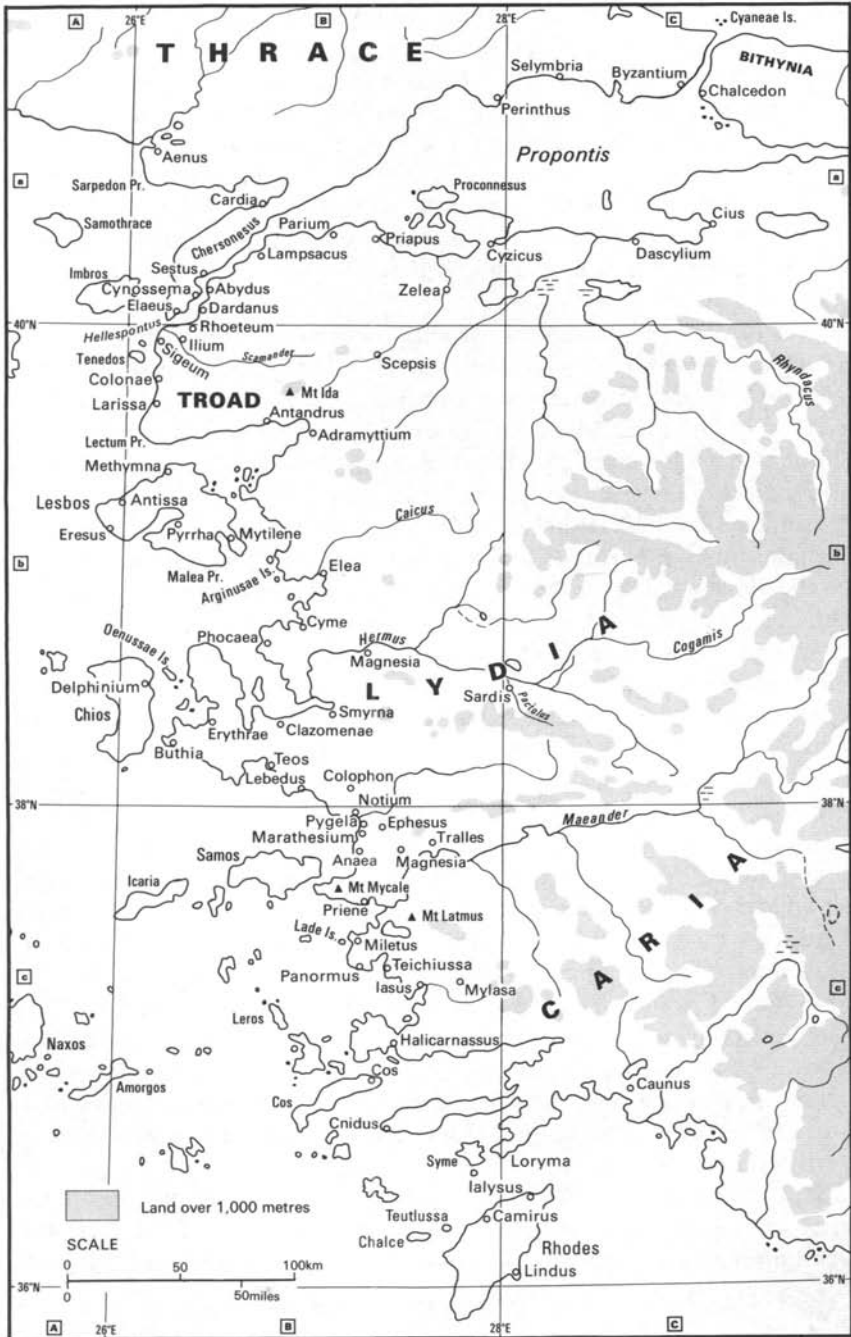 A
26°E
B
28°E
C
Cyaneae Is.
THRACE
BITHYNIA
Selymbria
Byzantium
Chalcedon
Perinthus
Aenus
Propontis
a
Sarpedon Pr.
Proconnesus
a
Cardia
Samothrace
Chersonesus
Parium
Priapus
Cius
Lampsacus
Cyzicus
Dascylium
Imbros
Sestus
Cynossema
Abydus
Zelea
Elaeus
Dardanus
40°N
40°N
Hellespontus
Rhoeteum
Ilium
Sigeum
Scamander
Tenedos
Scepsis
Rhyndacus
Colonae
Mt Ida
Larissa
TROAD
Antandrus
Lectum Pr.
Adramyttium
Methymna
Lesbos
Antissa
Eresus
Pyrrha
Mytilene
Caicus
b
Malea Pr.
Arginusae Is.
Elea
b
Cyme
Oenussae Is.
Phocaea
Hermus
Magnesia
LYDIA
Cogamis
Delphinium
Sardis
Pactolus
Chios
Smyrna
Erythrae
Clazomenae
Buthia
Teos
Lebedus
Colophon
38°N
38°N
Notium
Pygela
Ephesus
Maeander
Marathesium
Tralles
Samos
Anaea
Magnesia
Icaria
Mt Mycale
Priene
Mt Latmus
CARIA
Lade Is.
Miletus
Panormus
Teichiussa
c
Iasus
Mylasa
c
Leros
Naxos
Halicarnassus
Amorgos
Cos
Cos
Caunus
Cnidus
Syme
Loryma
Ialysus
Land over 1,000 metres
Teutlussa
Camirus
SCALE
Chalce
Rhodes
0 50 100km
Lindus
36°N
36°N
0 50miles
A
26°E
B
28°E
C